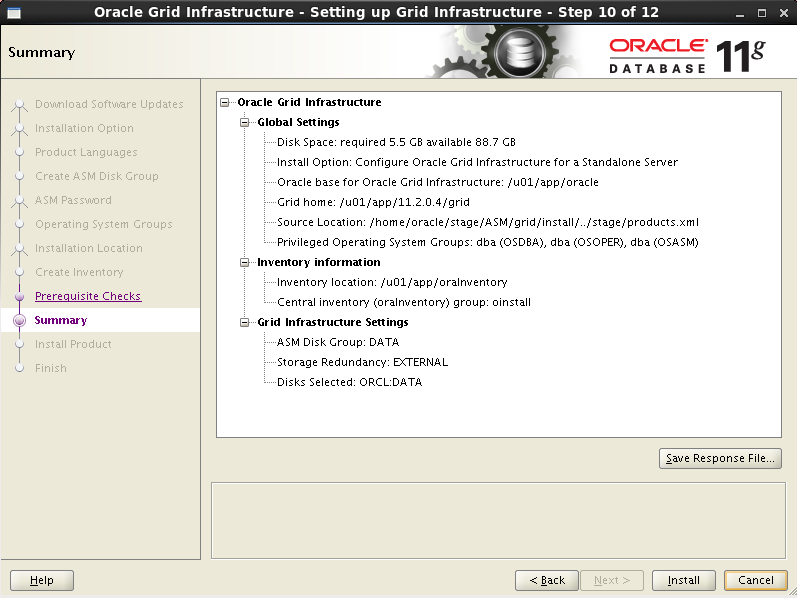 Oracle Grid Infrastructure - Setting up Grid Infrastructure - Step 10 of 12
Summary
ORACLE
DATABASE 11g
Download Software Updates
Installation Option
Product Languages
Create ASM Disk Group
ASM Password
Operating System Groups
Installation Location
Create Inventory
Prerequisite Checks
Summary
Install Product
Finish
Oracle Grid Infrastructure
Global Settings
Disk Space: required 5.5 GB available 88.7 GB
Install Option: Configure Oracle Grid Infrastructure for a Standalone Server
Oracle base for Oracle Grid Infrastructure: /u01/app/oracle
Grid home: /u01/app/11.2.0.4/grid
Source Location: /home/oracle/stage/ASM/grid/install/../stage/products.xml
Privileged Operating System Groups: dba (OSDBA), dba (OSOPER), dba (OSASM)
Inventory information
Inventory location: /u01/app/oraInventory
Central inventory (oraInventory) group: oinstall
Grid Infrastructure Settings
ASM Disk Group: DATA
Storage Redundancy: EXTERNAL
Disks Selected: ORCL:DATA
Save Response File...
Help
< Back
Next >
Install
Cancel